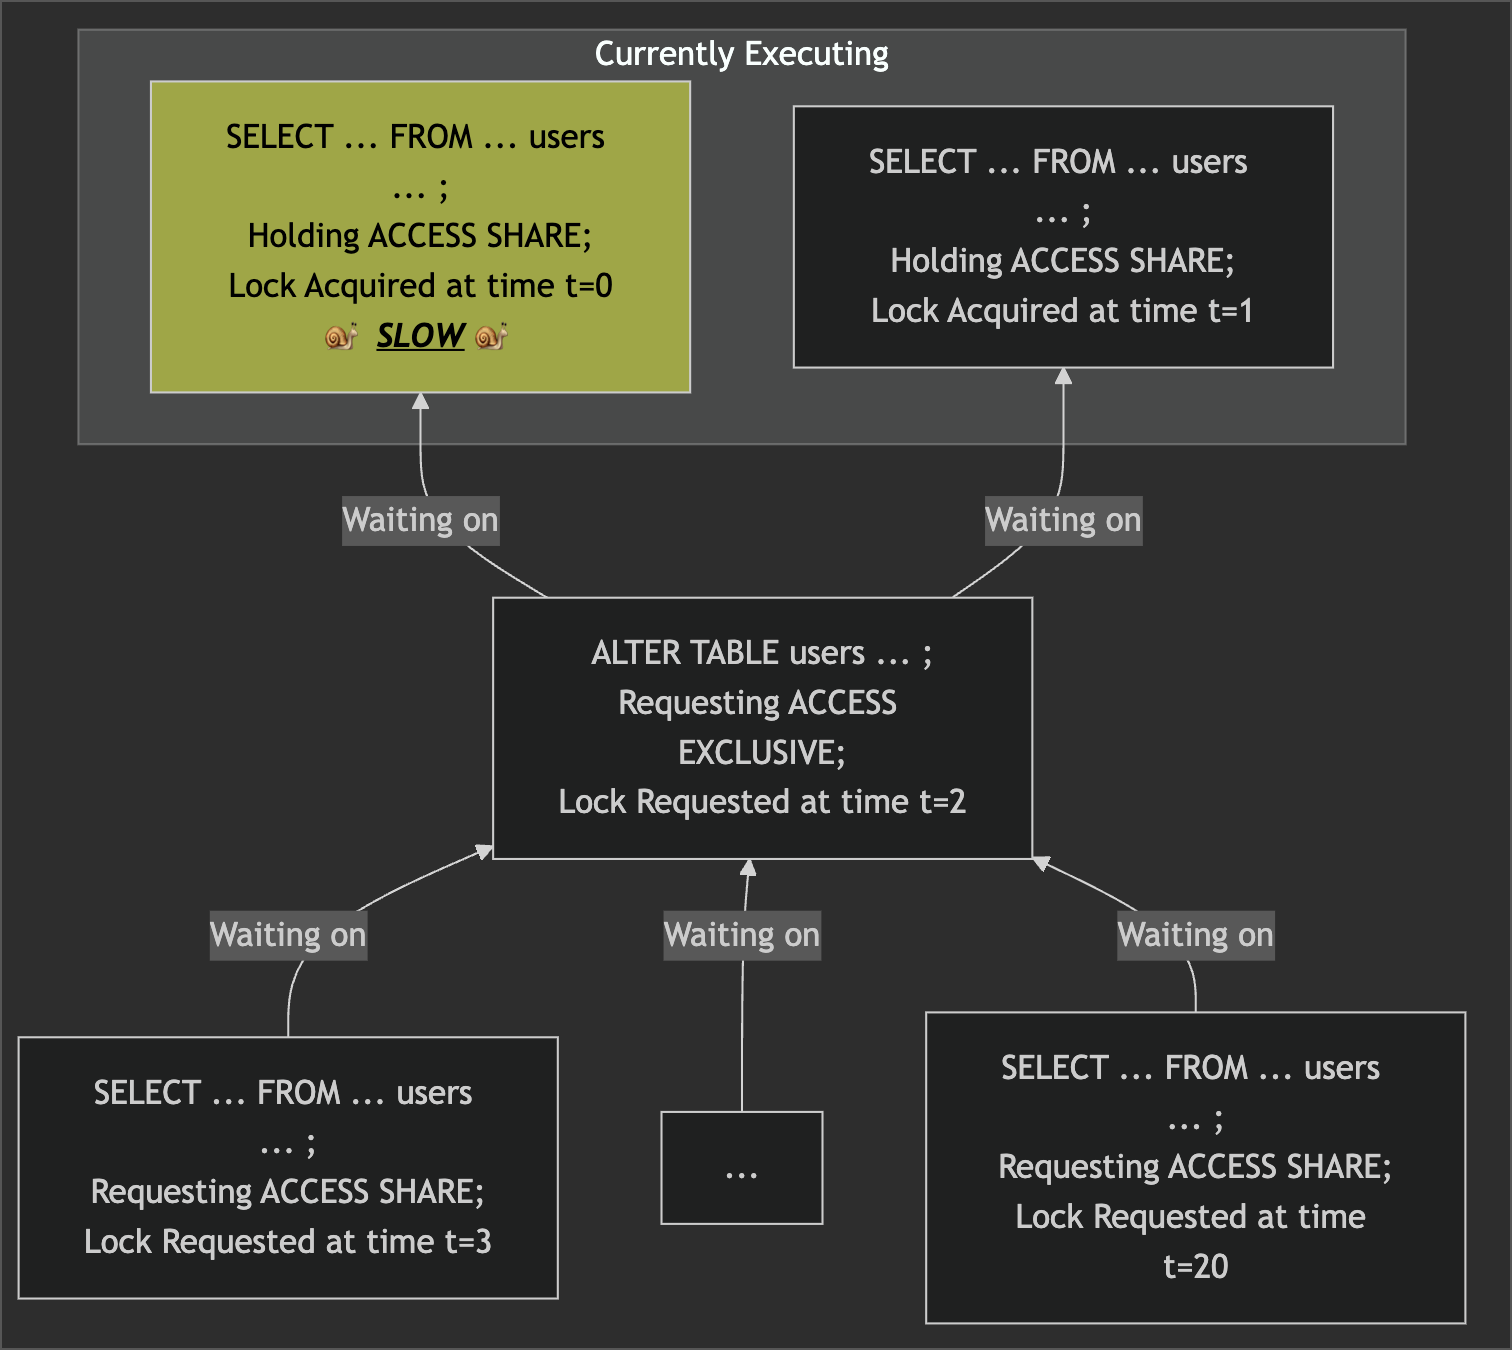 Currently Executing
SELECT ... FROM ... users
... ;
Holding ACCESS SHARE;
Lock Acquired at time t=0
🐌 SLOW 🐌
SELECT ... FROM ... users
... ;
Holding ACCESS SHARE;
Lock Acquired at time t=1
Waiting on
Waiting on
ALTER TABLE users ... ;
Requesting ACCESS
EXCLUSIVE;
Lock Requested at time t=2
Waiting on
Waiting on
Waiting on
SELECT ... FROM ... users
... ;
Requesting ACCESS SHARE;
Lock Requested at time t=3
...
SELECT ... FROM ... users
... ;
Requesting ACCESS SHARE;
Lock Requested at time
t=20